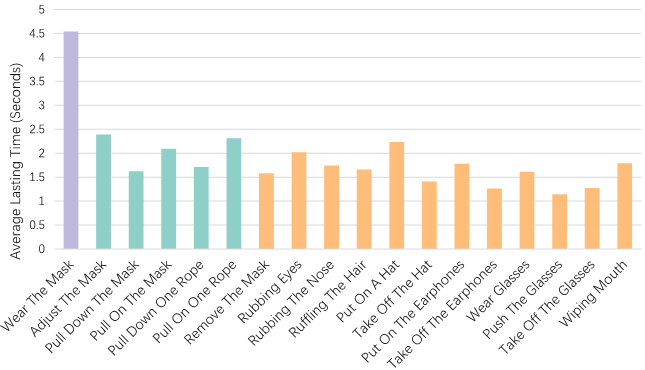 Average Lasting Time (Seconds)
5
4.5
4
3.5
3
2.5
2
1.5
1
0.5
0
Wear The Mask
Adjust The Mask
Pull Down The Mask
Pull On The Mask
Pull Down One Rope
Pull On One Rope
Remove The Mask
Rubbing Eyes
Rubbing The Nose
Ruffling The Hair
Put On A Hat
Take Off The Hat
Put On The Earphones
Take Off The Earphones
Wear Glasses
Push The Glasses
Take Off The Glasses
Wiping Mouth